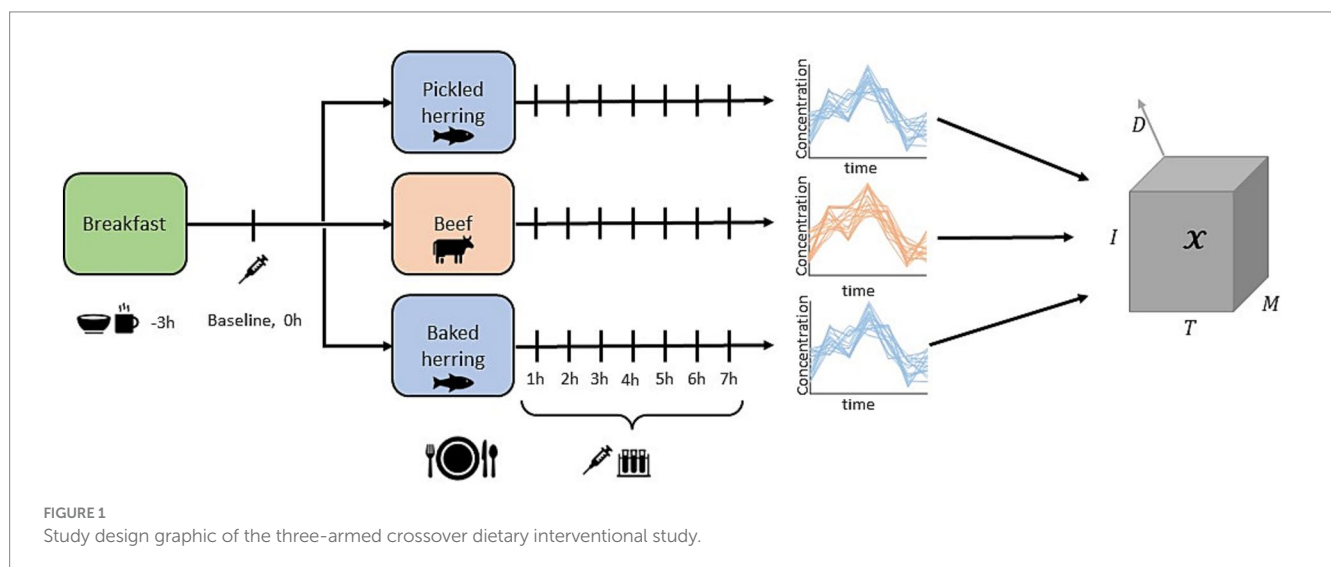 Breakfast
-3h
Baseline, 0h
Pickled
herring
Beef
Baked
herring
1h 2h 3h 4h 5h 6h 7h
Concentration
time
Concentration
time
Concentration
time
D
I
X
M
T
FIGURE 1
Study design graphic of the three-armed crossover dietary interventional study.